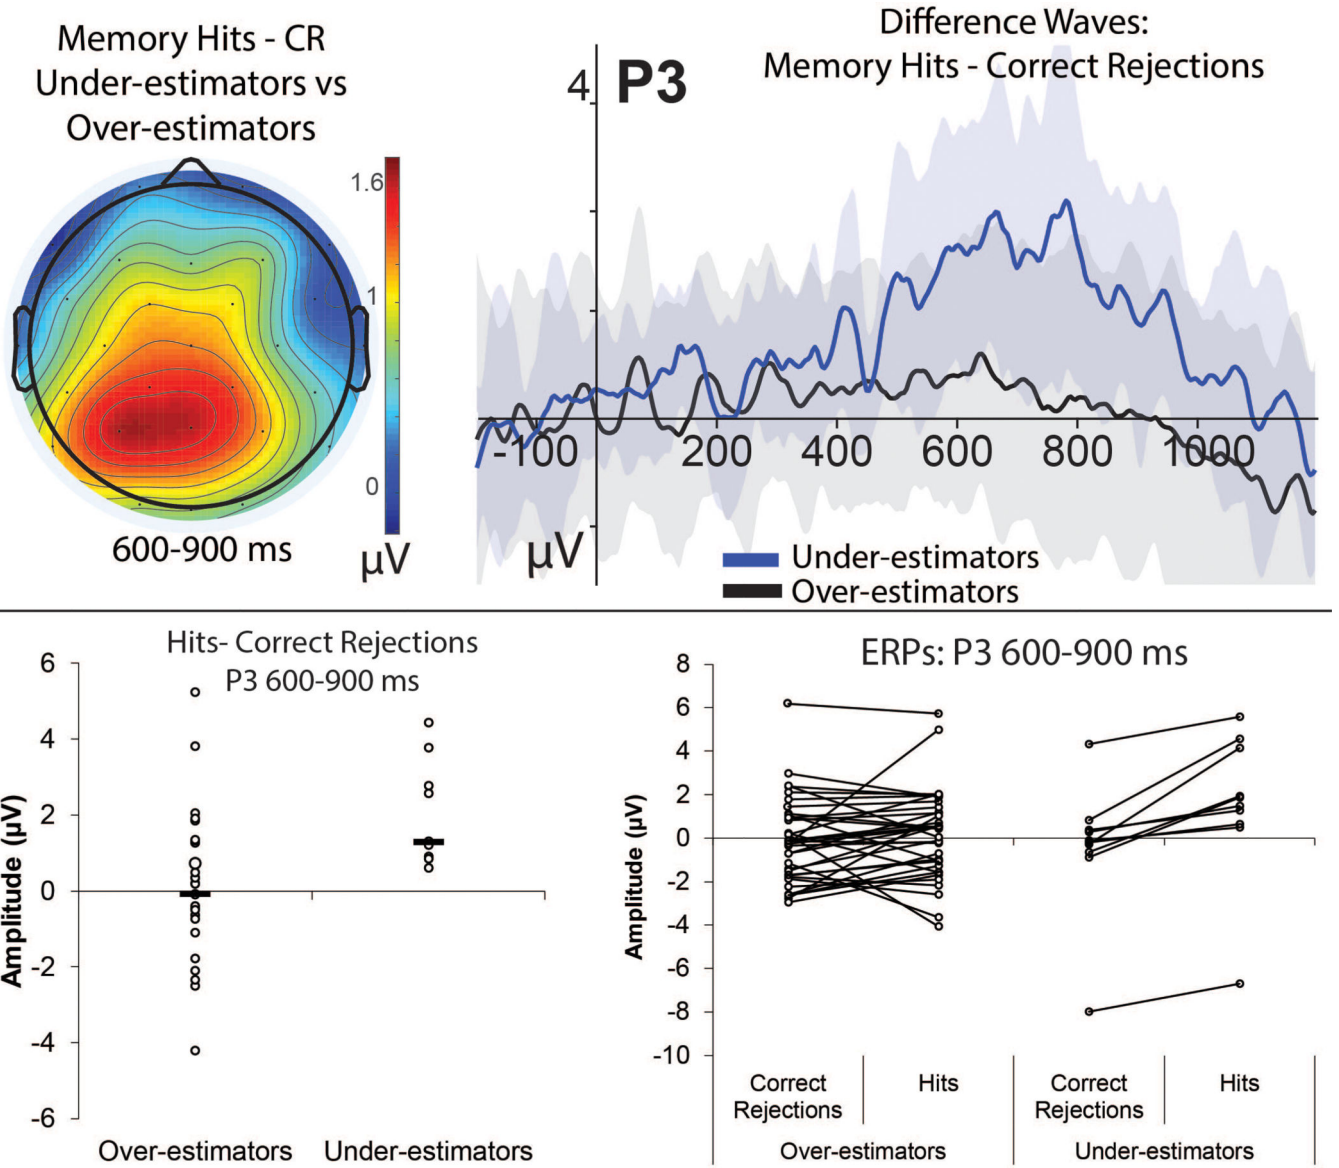 Memory Hits - CR
Under-estimators vs
Over-estimators
1.6
1
0
600-900 ms
µV
Difference Waves:
Memory Hits - Correct Rejections
4
P3
-100
200
400
600
800
1000
µV
Under-estimators
Over-estimators
Hits- Correct Rejections
P3 600-900 ms
6
4
2
0
-2
-4
-6
Amplitude (µV)
Over-estimators
Under-estimators
ERPs: P3 600-900 ms
8
6
4
2
0
-2
-4
-6
-8
-10
Amplitude (µV)
Correct
Rejections
Hits
Correct
Rejections
Hits
Over-estimators
Under-estimators